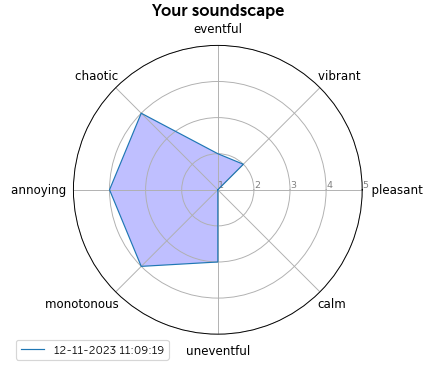 Your soundscape
eventful
chaotic
vibrant
annoying
1 2 3 4 5
pleasant
monotonous
calm
uneventful
12-11-2023 11:09:19